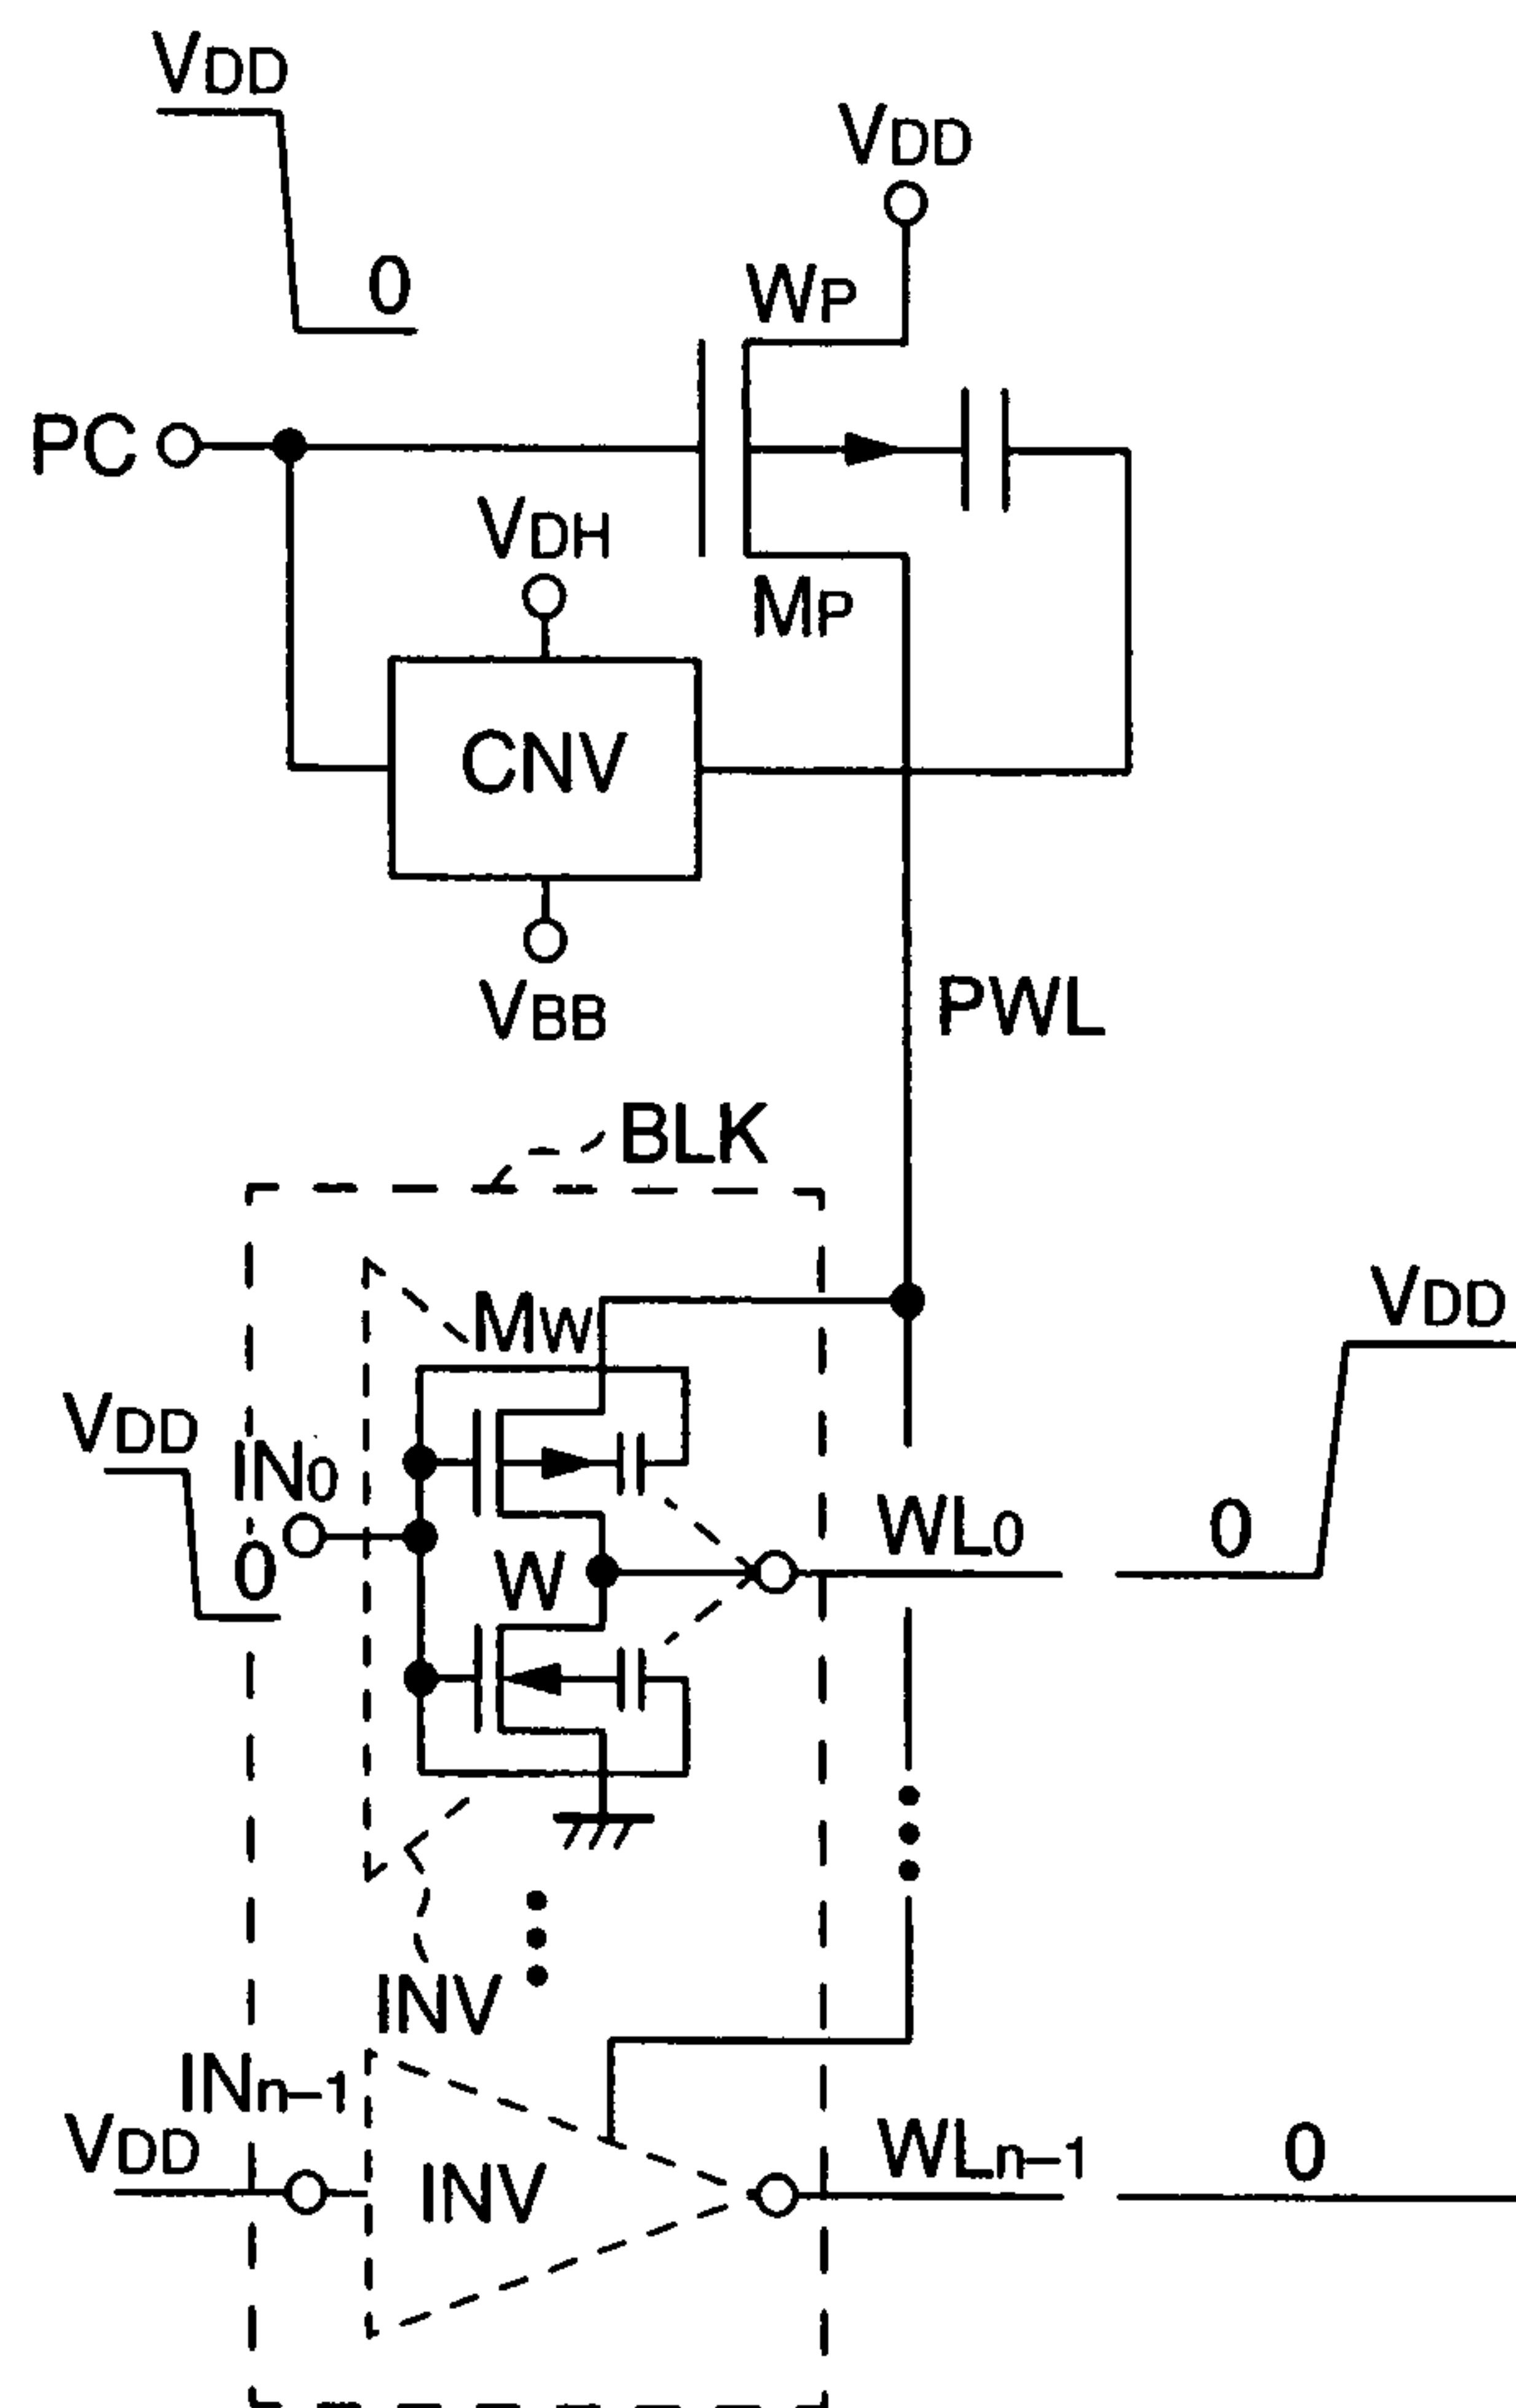 VDD
VDD
0
WP
PC
VDH
MP
CNV
VBB
PWL
BLK
MW
VDD
VDD
IN0
0
WL0
0
W
INV
INn-1
VDD
INV
WLn-1
0